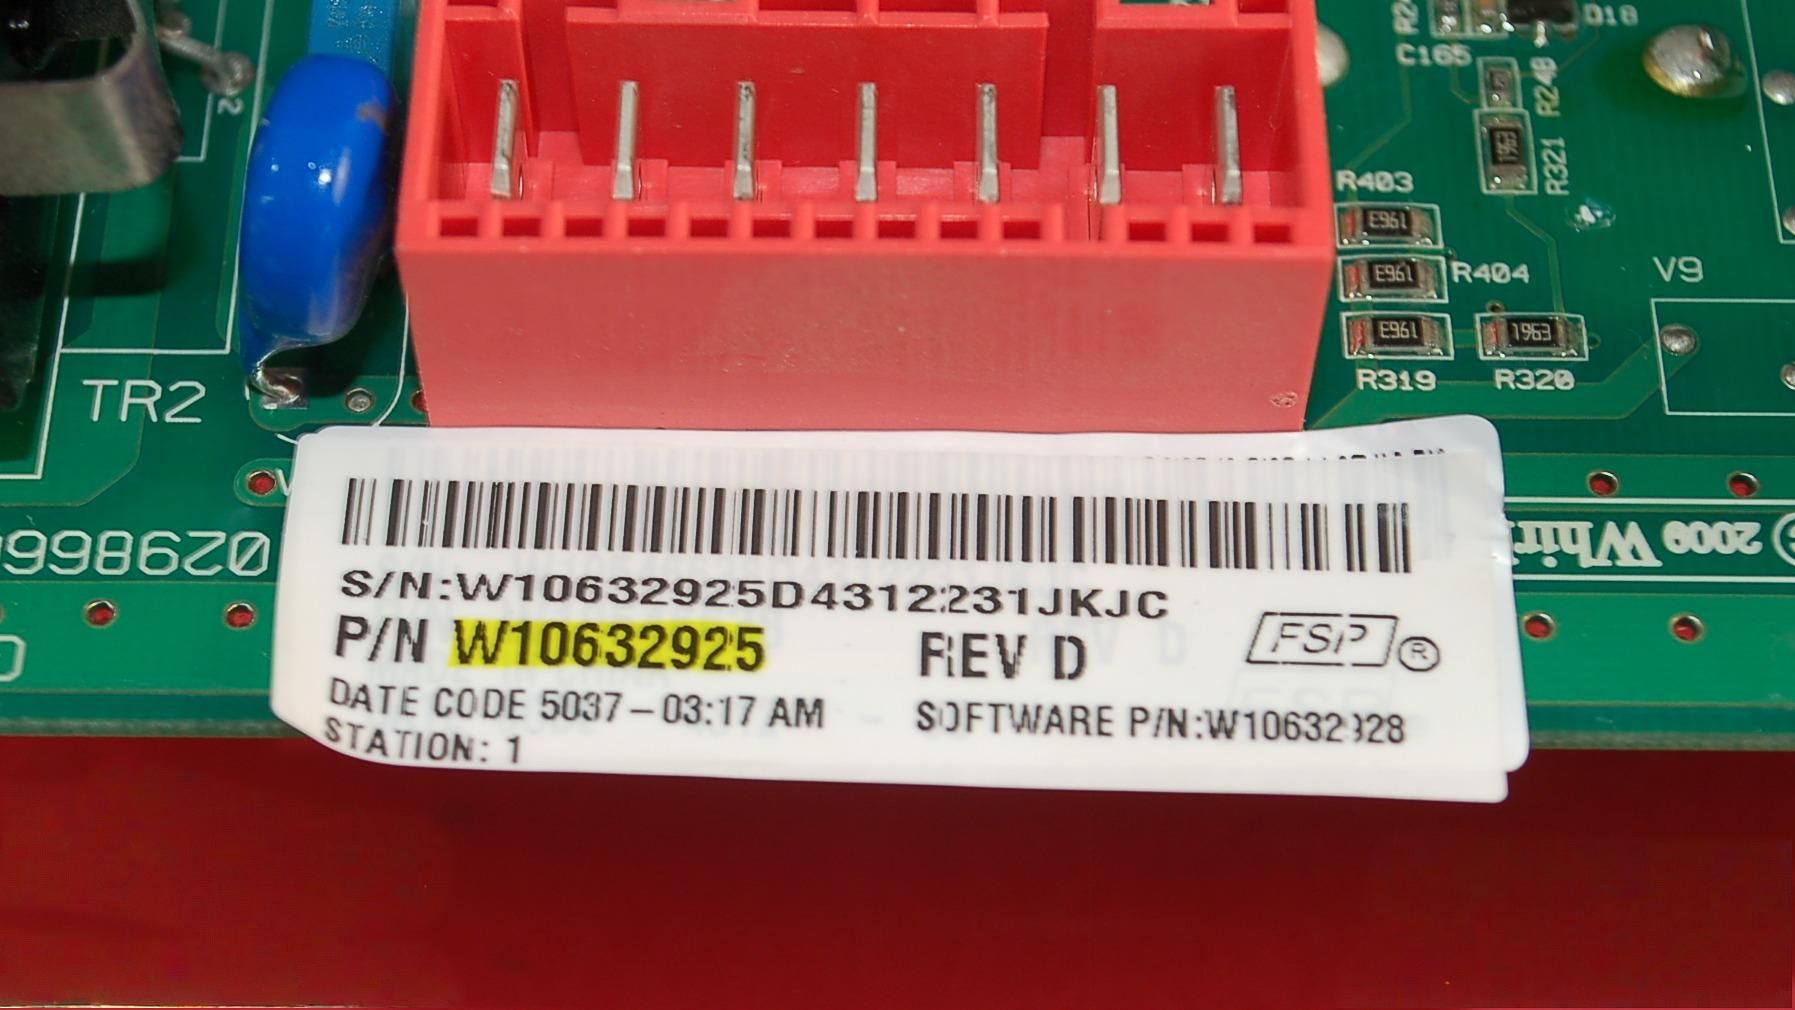 C165
D18
R248
R321
1963
R403
E961
R404
E961
V9
E961
1963
R319
R320
TR2
© 2009 Whir
S/N:W10632925D4312231JKJC
P/N W10632925 REV D FSP ®
DATE CODE 5037-03:17 AM SOFTWARE P/N:W10632928
STATION: 1